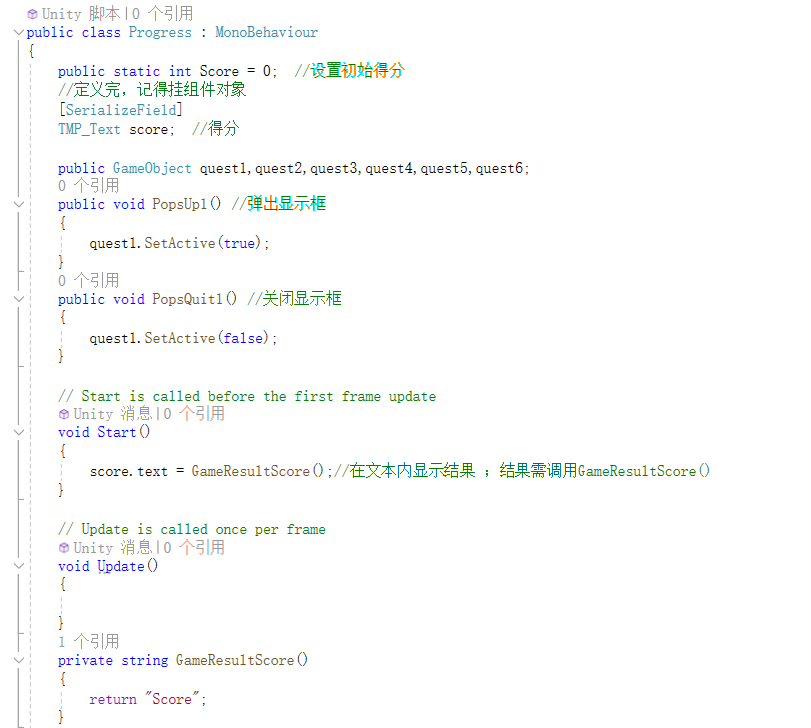 Unity 脚本|0 个引用
public class Progress : MonoBehaviour
{
public static int Score = 0;  //设置初始得分
//定义完，记得挂组件对象
[SerializeField]
TMP_Text score;  //得分
public GameObject quest1,quest2,quest3,quest4,quest5,quest6;
0 个引用
public void PopsUp1() //弹出显示框
{
quest1.SetActive(true);
}
0 个引用
public void PopsQuit1() //关闭显示框
{
quest1.SetActive(false);
}
// Start is called before the first frame update
Unity 消息|0 个引用
void Start()
{
score.text = GameResultScore();//在文本内显示结果 ；结果需调用GameResultScore()
}
// Update is called once per frame
Unity 消息|0 个引用
void Update()
{
}
1 个引用
private string GameResultScore()
{
return "Score";
}